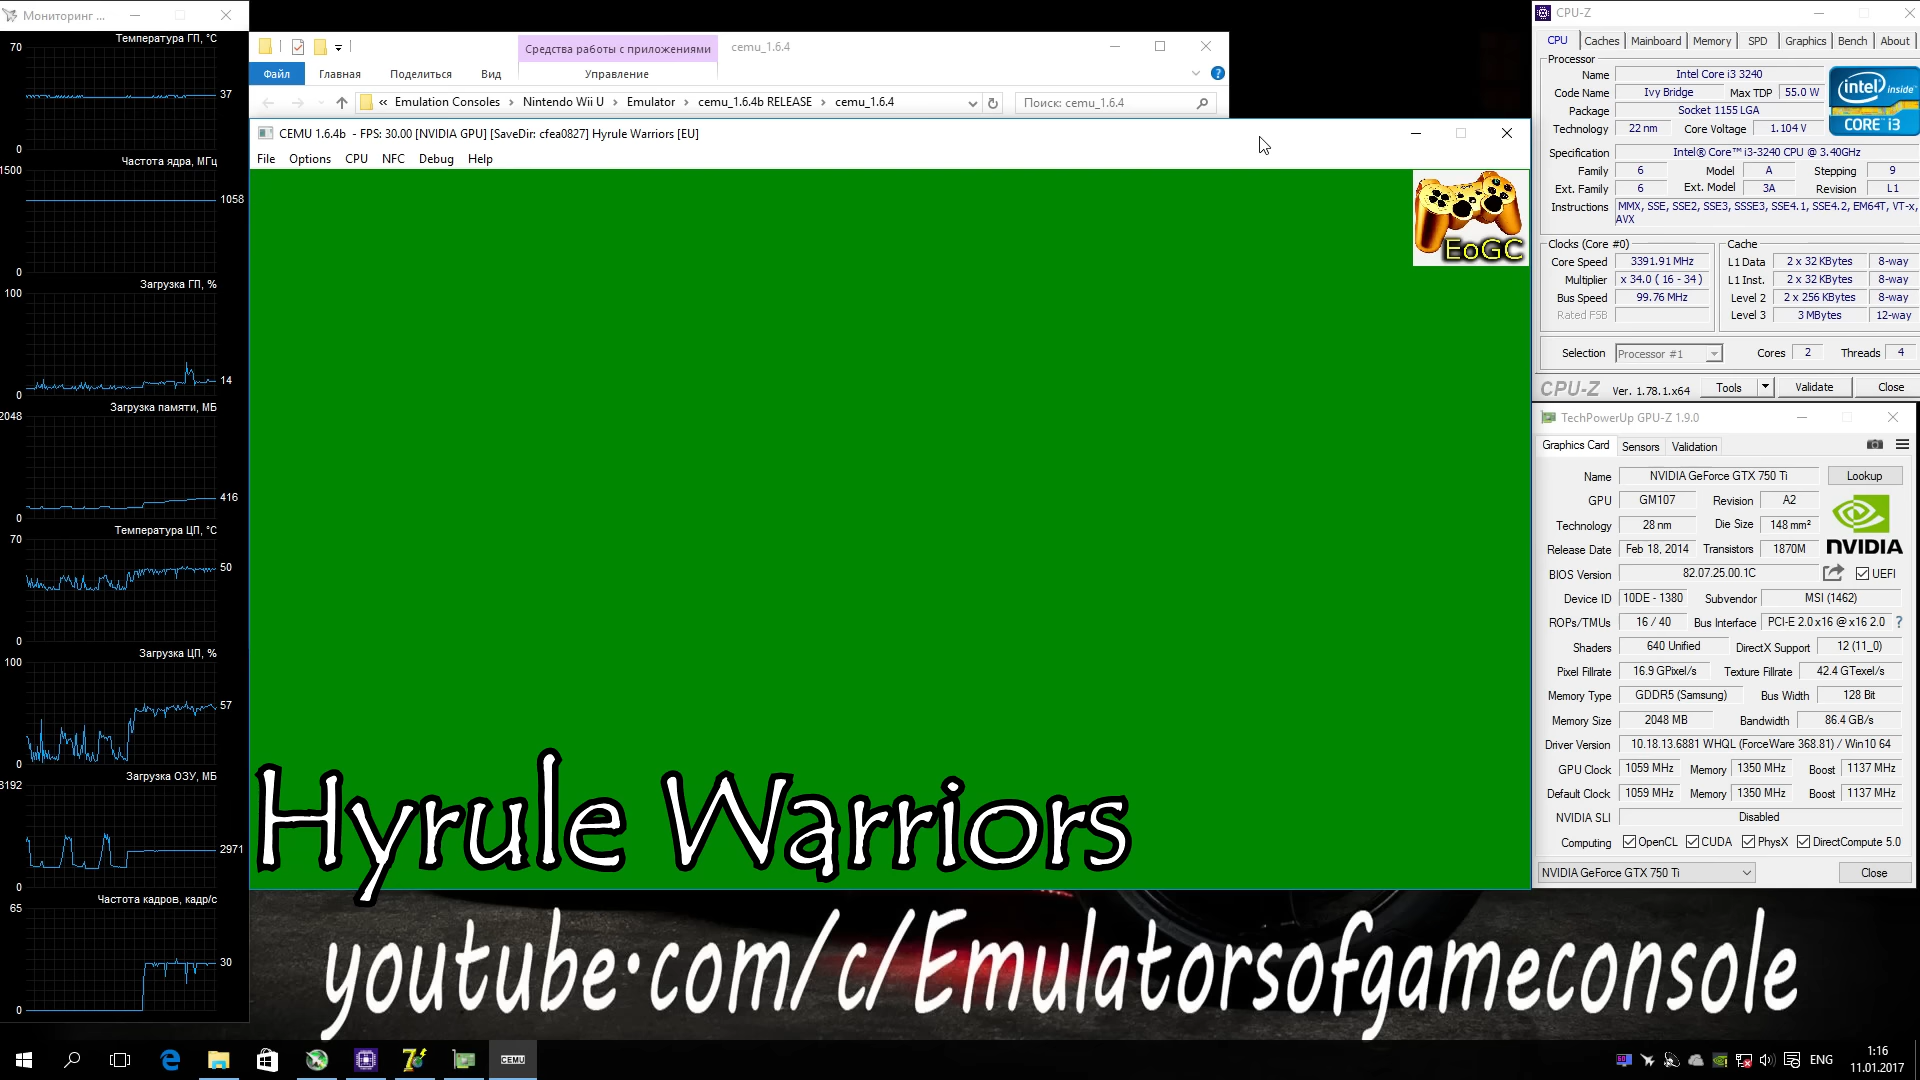 Мониторинг ...
Температура ГП, °C
70
37
0
Частота ядра, МГц
1500
1058
0
Загрузка ГП, %
100
14
0
Загрузка памяти, МБ
2048
416
0
Температура ЦП, °C
70
50
0
Загрузка ЦП, %
100
57
0
Загрузка ОЗУ, МБ
8192
2971
0
Частота кадров, кадр/с
65
30
0
Средства работы с приложениями
cemu_1.6.4
Файл
Главная
Поделиться
Вид
Управление
« Emulation Consoles > Nintendo Wii U > Emulator > cemu_1.6.4b RELEASE > cemu_1.6.4
Поиск: cemu_1.6.4
CEMU 1.6.4b - FPS: 30.00 [NVIDIA GPU] [SaveDir: cfea0827] Hyrule Warriors [EU]
File Options CPU NFC Debug Help
EoGC
Hyrule Warriors
youtube.com/c/Emulatorsofgameconsole
CPU-Z
CPU Caches Mainboard Memory SPD Graphics Bench About
Processor
Name Intel Core i3 3240
Code Name Ivy Bridge Max TDP 55.0 W
Package Socket 1155 LGA
Technology 22 nm Core Voltage 1.104 V
intel inside™
CORE i3
Specification Intel® Core™ i3-3240 CPU @ 3.40GHz
Family 6 Model A Stepping 9
Ext. Family 6 Ext. Model 3A Revision L1
Instructions MMX, SSE, SSE2, SSE3, SSSE3, SSE4.1, SSE4.2, EM64T, VT-x,
AVX
Clocks (Core #0)
Core Speed 3391.91 MHz
Multiplier x 34.0 ( 16 - 34 )
Bus Speed 99.76 MHz
Rated FSB
Cache
L1 Data 2 x 32 KBytes 8-way
L1 Inst. 2 x 32 KBytes 8-way
Level 2 2 x 256 KBytes 8-way
Level 3 3 MBytes 12-way
Selection Processor #1 Cores 2 Threads 4
CPU-Z Ver. 1.78.1.x64 Tools Validate Close
TechPowerUp GPU-Z 1.9.0
Graphics Card Sensors Validation
Name NVIDIA GeForce GTX 750 Ti Lookup
GPU GM107 Revision A2
Technology 28 nm Die Size 148 mm²
Release Date Feb 18, 2014 Transistors 1870M
NVIDIA
BIOS Version 82.07.25.00.1C UEFI
Device ID 10DE - 1380 Subvendor MSI (1462)
ROPs/TMUs 16 / 40 Bus Interface PCI-E 2.0 x16 @ x16 2.0 ?
Shaders 640 Unified DirectX Support 12 (11_0)
Pixel Fillrate 16.9 GPixel/s Texture Fillrate 42.4 GTexel/s
Memory Type GDDR5 (Samsung) Bus Width 128 Bit
Memory Size 2048 MB Bandwidth 86.4 GB/s
Driver Version 10.18.13.6881 WHQL (ForceWare 368.81) / Win10 64
GPU Clock 1059 MHz Memory 1350 MHz Boost 1137 MHz
Default Clock 1059 MHz Memory 1350 MHz Boost 1137 MHz
NVIDIA SLI Disabled
Computing OpenCL CUDA PhysX DirectCompute 5.0
NVIDIA GeForce GTX 750 Ti Close
CEMU
ENG
1:16
11.01.2017